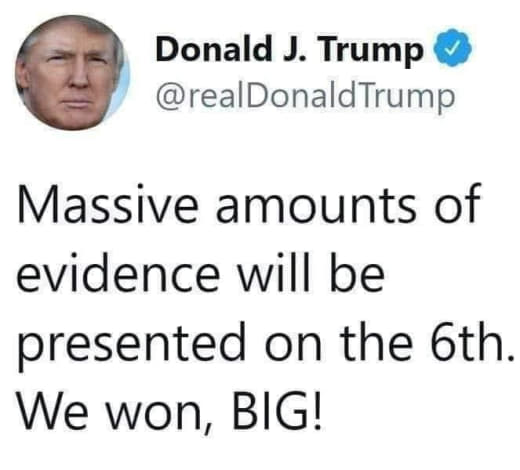 Donald J. Trump
@realDonaldTrump
Massive amounts of
evidence will be
presented on the 6th.
We won, BIG!